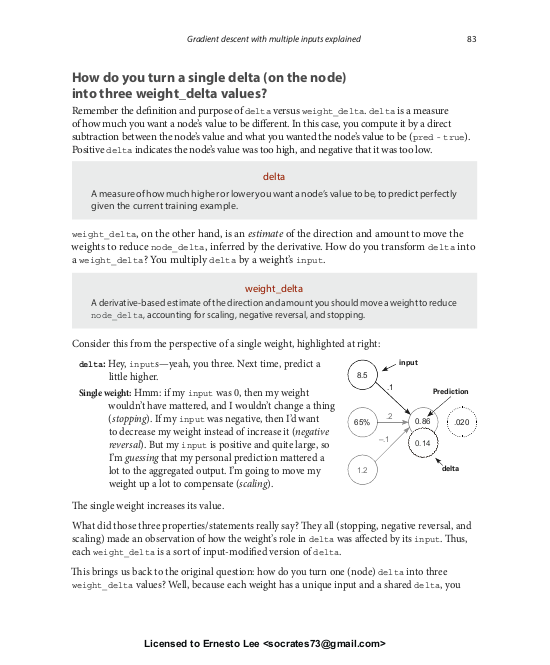 Gradient descent with multiple inputs explained 83
How do you turn a single delta (on the node)
into three weight_delta values?
Remember the definition and purpose of delta versus weight_delta. delta is a measure
of how much you want a node's value to be different. In this case, you compute it by a direct
subtraction between the node's value and what you wanted the node's value to be (pred - true).
Positive delta indicates the node's value was too high, and negative that it was too low.
delta
A measure of how much higher or lower you want a node's value to be, to predict perfectly
given the current training example.
weight_delta, on the other hand, is an estimate of the direction and amount to move the
weights to reduce node_delta, inferred by the derivative. How do you transform delta into
a weight_delta? You multiply delta by a weight's input.
weight_delta
A derivative-based estimate of the direction and amount you should move a weight to reduce
node_delta, accounting for scaling, negative reversal, and stopping.
Consider this from the perspective of a single weight, highlighted at right:
delta: Hey, inputs—yeah, you three. Next time, predict a
little higher.
Single weight: Hmm: if my input was 0, then my weight
wouldn't have mattered, and I wouldn't change a thing
(stopping). If my input was negative, then I'd want
to decrease my weight instead of increase it (negative
reversal). But my input is positive and quite large, so
I'm guessing that my personal prediction mattered a
lot to the aggregated output. I'm going to move my
weight up a lot to compensate (scaling).
input
8.5
.1
Prediction
65%
.2
0.86
.020
–.1
0.14
1.2
delta
The single weight increases its value.
What did those three properties/statements really say? They all (stopping, negative reversal, and
scaling) made an observation of how the weight's role in delta was affected by its input. Thus,
each weight_delta is a sort of input-modified version of delta.
This brings us back to the original question: how do you turn one (node) delta into three
weight_delta values? Well, because each weight has a unique input and a shared delta, you
Licensed to Ernesto Lee <socrates73@gmail.com>